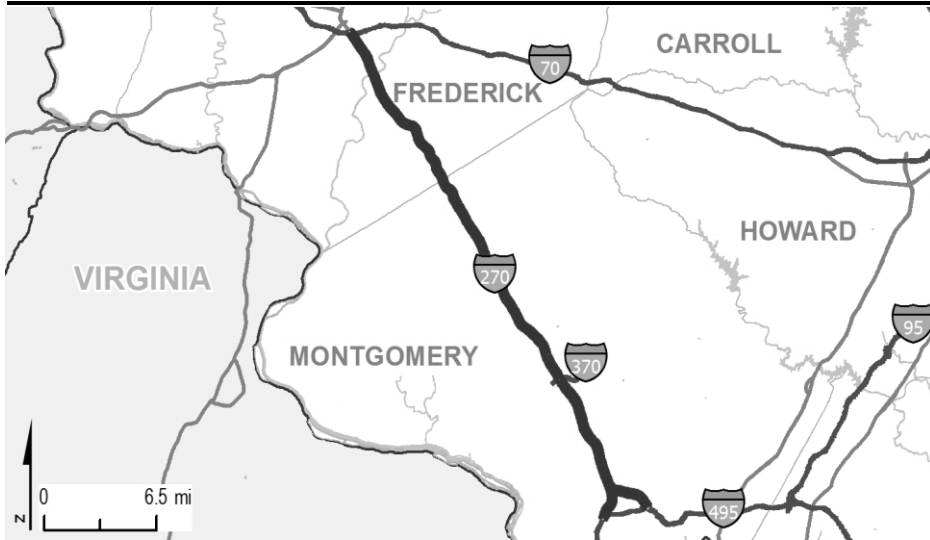 CARROLL
70
FREDERICK
HOWARD
VIRGINIA
270
95
MONTGOMERY
370
N
0 6.5 mi
495